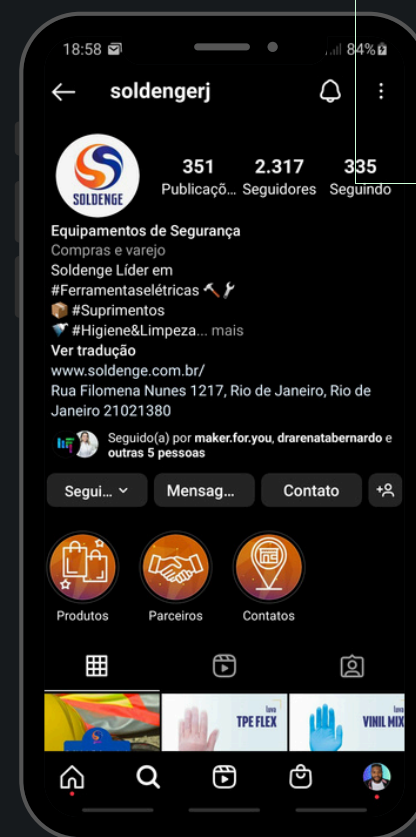 18:58 84%
soldengerj
SOLDENGE
351 2.317 335
Publicaçõ... Seguidores Seguindo
Equipamentos de Segurança
Compras e varejo
Soldenge Líder em
#Ferramentaselétricas
#Suprimentos
#Higiene&Limpeza... mais
Ver tradução
www.soldenge.com.br/
Rua Filomena Nunes 1217, Rio de Janeiro, Rio de
Janeiro 21021380
Seguido(a) por maker.for.you, drarenatabernardo e
outras 5 pessoas
Segui... Mensag... Contato
Produtos Parceiros Contatos
luva luva
TPE FLEX VINIL MIX